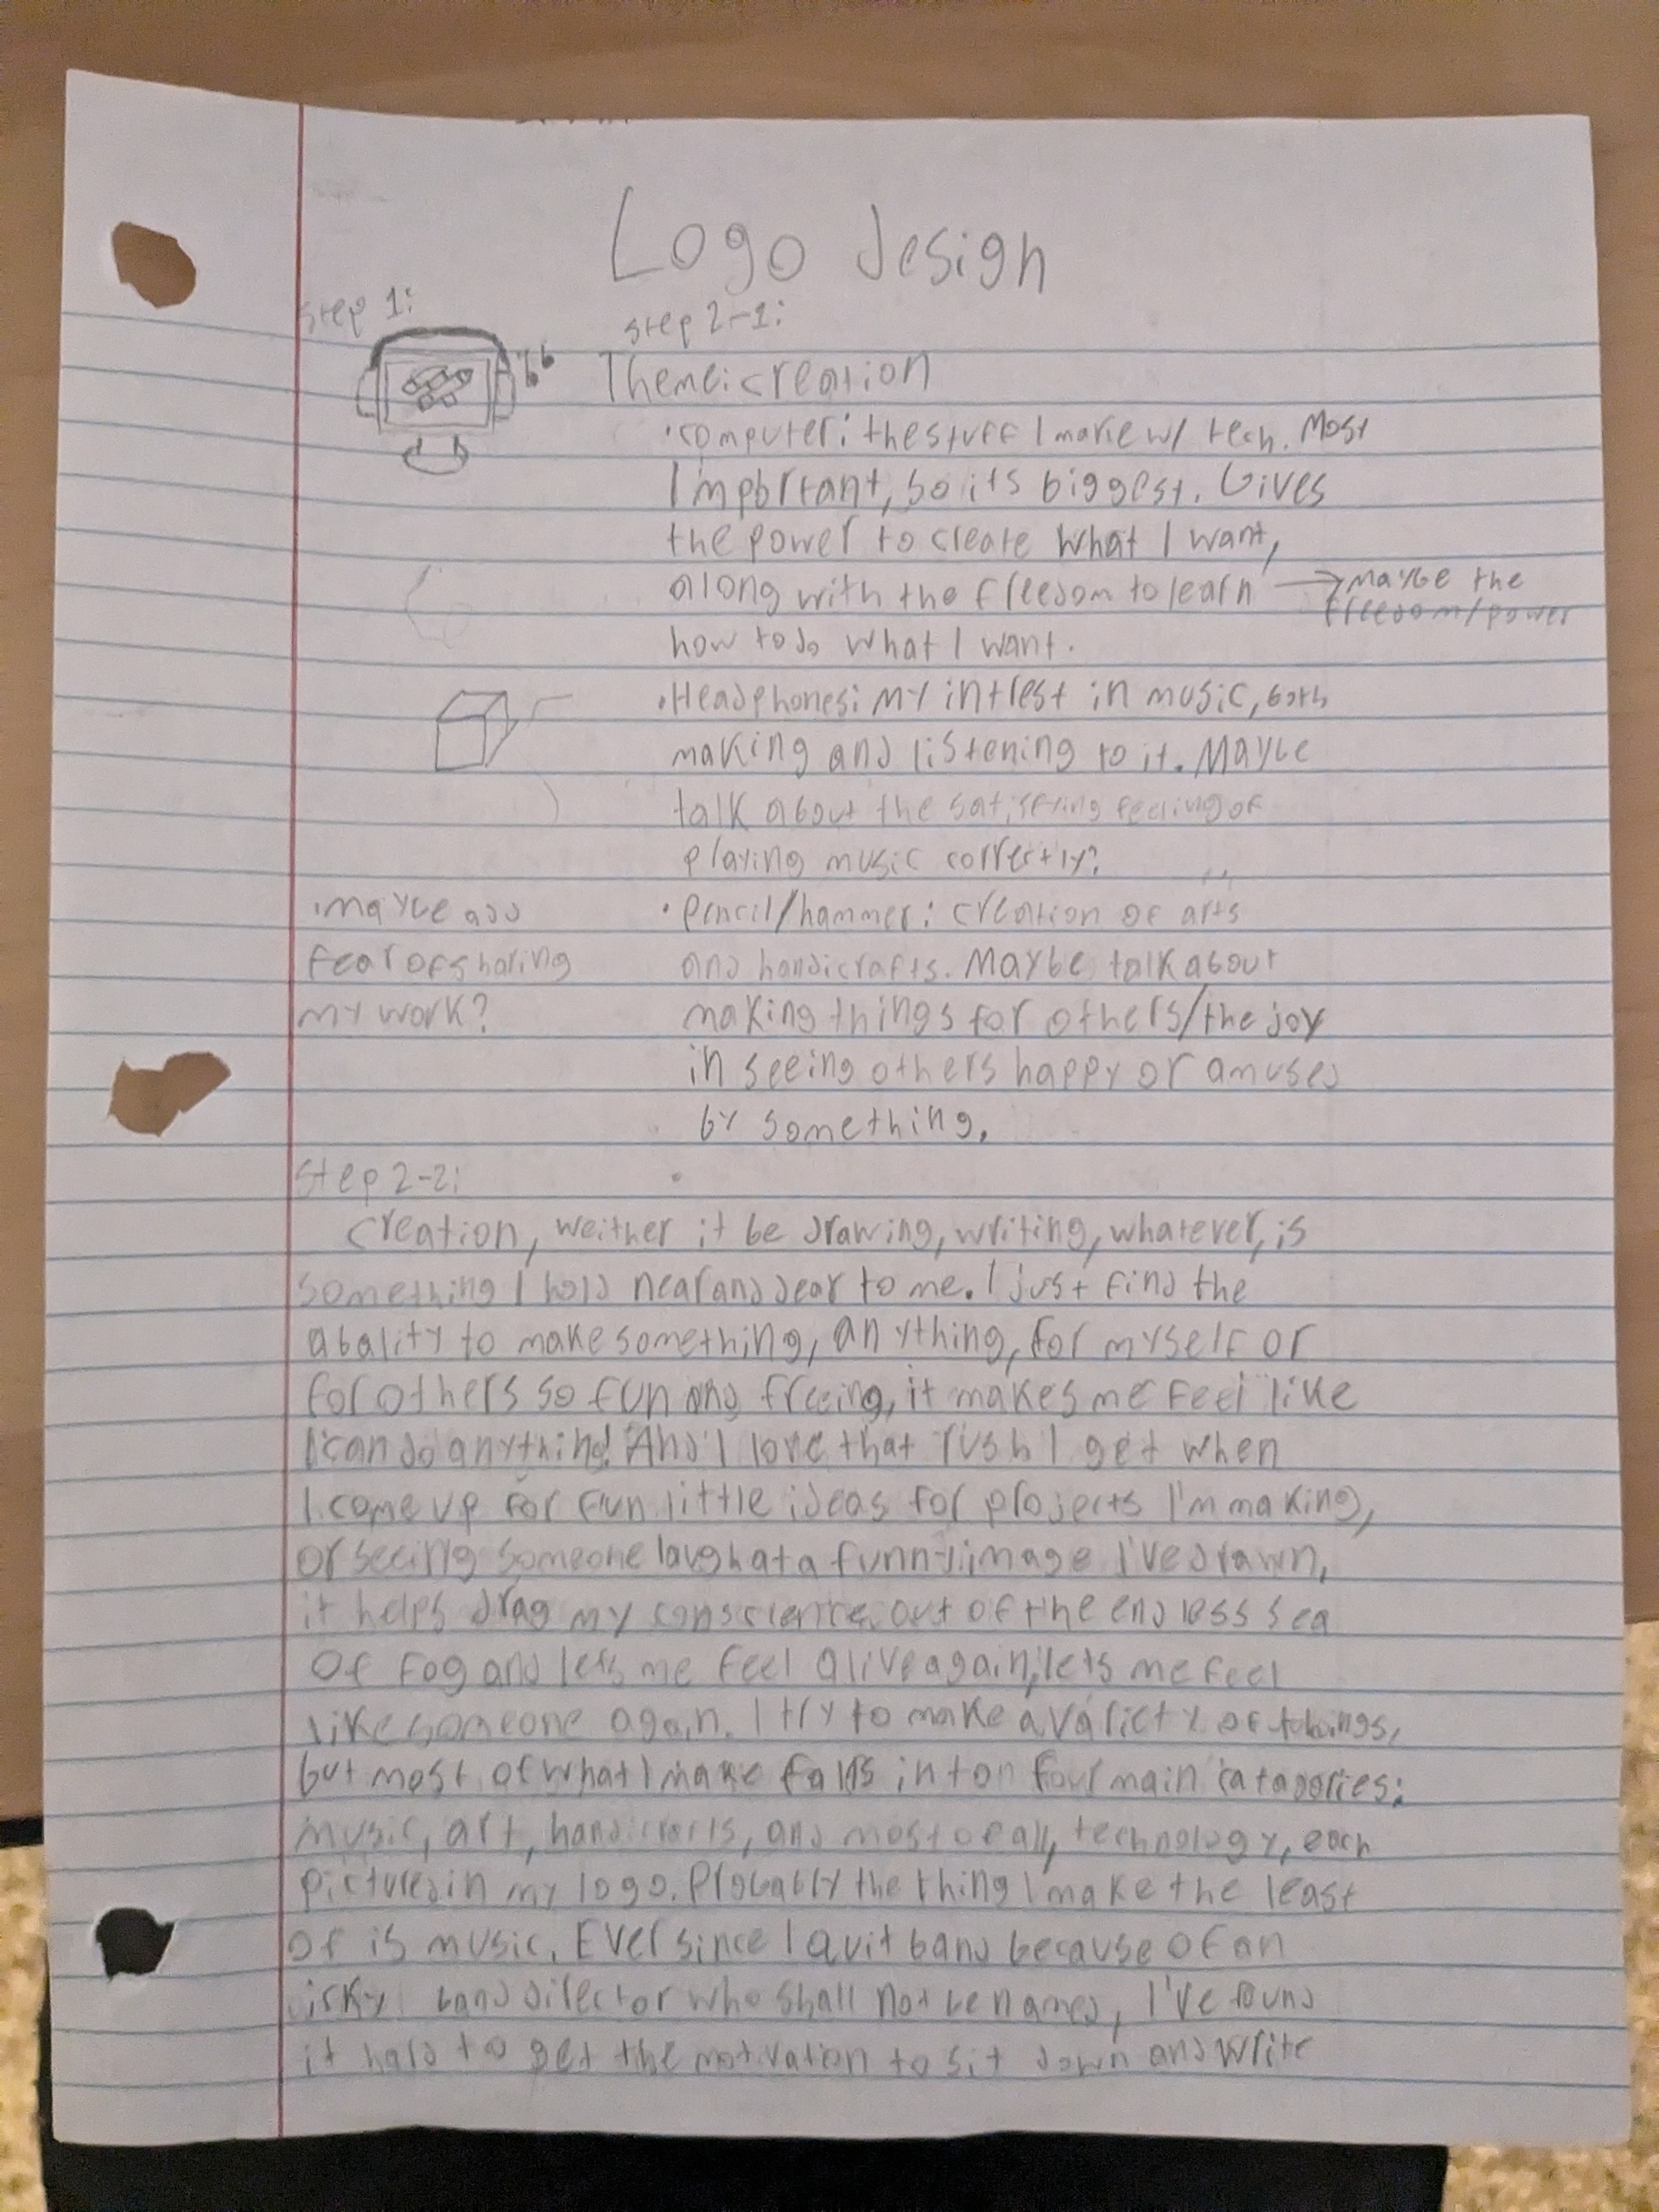 Logo design
Step 1:
Step 2-1:
Theme: creation
• computer: the stuff I make w/ tech. Most
Important, so its biggest. Gives
the power to create what I want,
along with the freedom to learn → maybe the
freedom/power
how to do what I want.
• Headphones: my intrest in music, both
making and listening to it. Maybe
talk about the satisfying feeling of
playing music correctly?
• maybe add
fear of sharing
my work?
• pencil/hammer: creation of arts
and handicrafts. Maybe talk about
making things for others/the joy
in seeing others happy or amused
by something.
Step 2-2:
Creation, weither it be drawing, writing, whatever, is
something I hold near and dear to me. I just find the
abality to make something, anything, for myself or
for others so fun and freeing, it makes me feel like
I can do anything! And I love that rush I get when
I come up for fun little ideas for projects I'm making,
or seeing someone laugh at a funny image I've drawn,
it helps drag my conscience out of the endless sea
of fog and lets me feel alive again, lets me feel
like someone again. I try to make a variety of things,
but most of what I make falls into four main catagories:
music, art, handicrafts, and most of all, technology, each
pictured in my logo. Probably the thing I make the least
of is music. Ever since I quit band because of an
icky band director who shall not be named, I've found
it hard to get the motivation to sit down and write